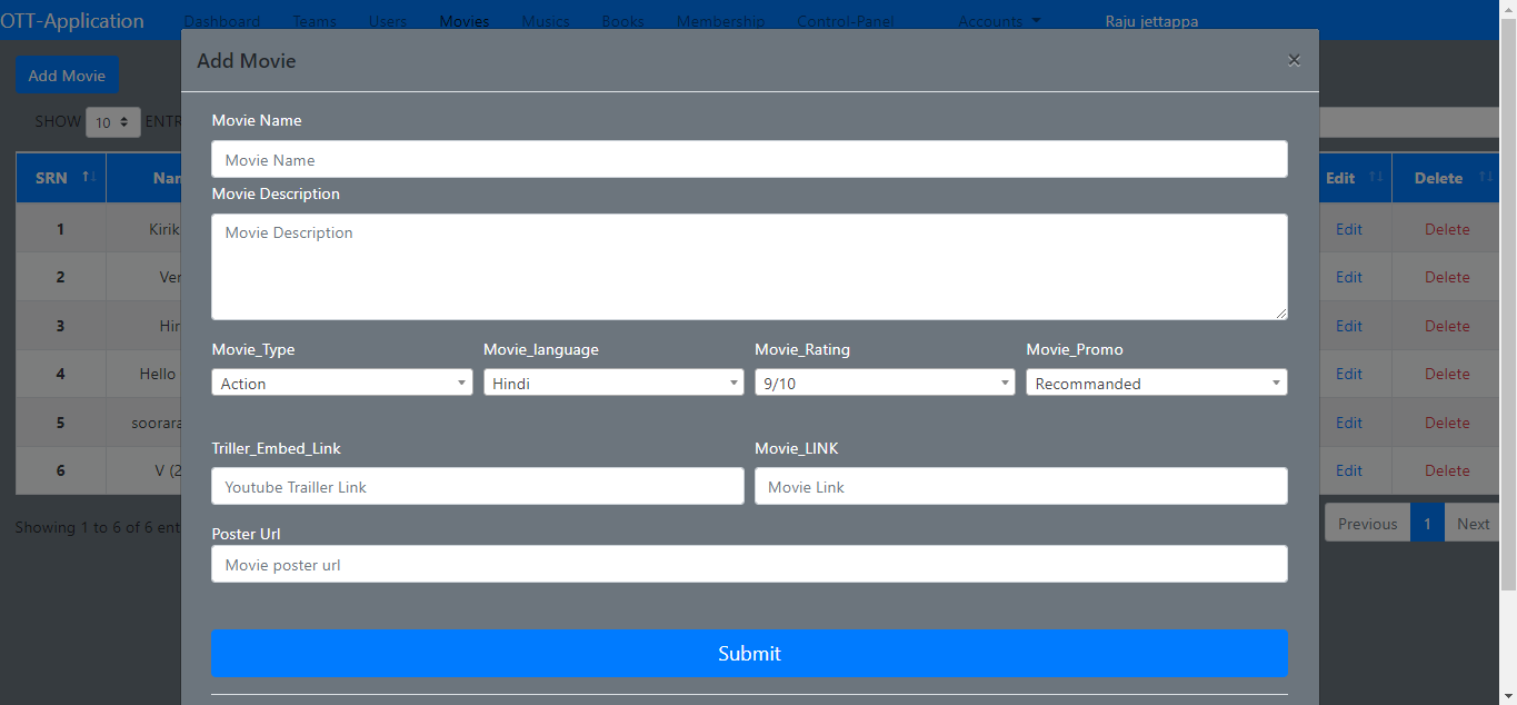 OTT-Application Dashboard Teams Users Movies Musics Books Membership Control-Panel Accounts Raju jettappa
Add Movie
×
Add Movie
SHOW 10 ENTR
Movie Name
Movie Name
Movie Description
Movie Description
SRN Nar Edit Delete
1 Kirik Edit Delete
2 Ver Edit Delete
3 Hir Edit Delete
4 Hello Edit Delete
5 soorara Edit Delete
6 V (2 Edit Delete
Movie_Type Movie_language Movie_Rating Movie_Promo
Action Hindi 9/10 Recommanded
Triller_Embed_Link Movie_LINK
Youtube Trailler Link Movie Link
Showing 1 to 6 of 6 ent
Previous 1 Next
Poster Url
Movie poster url
Submit